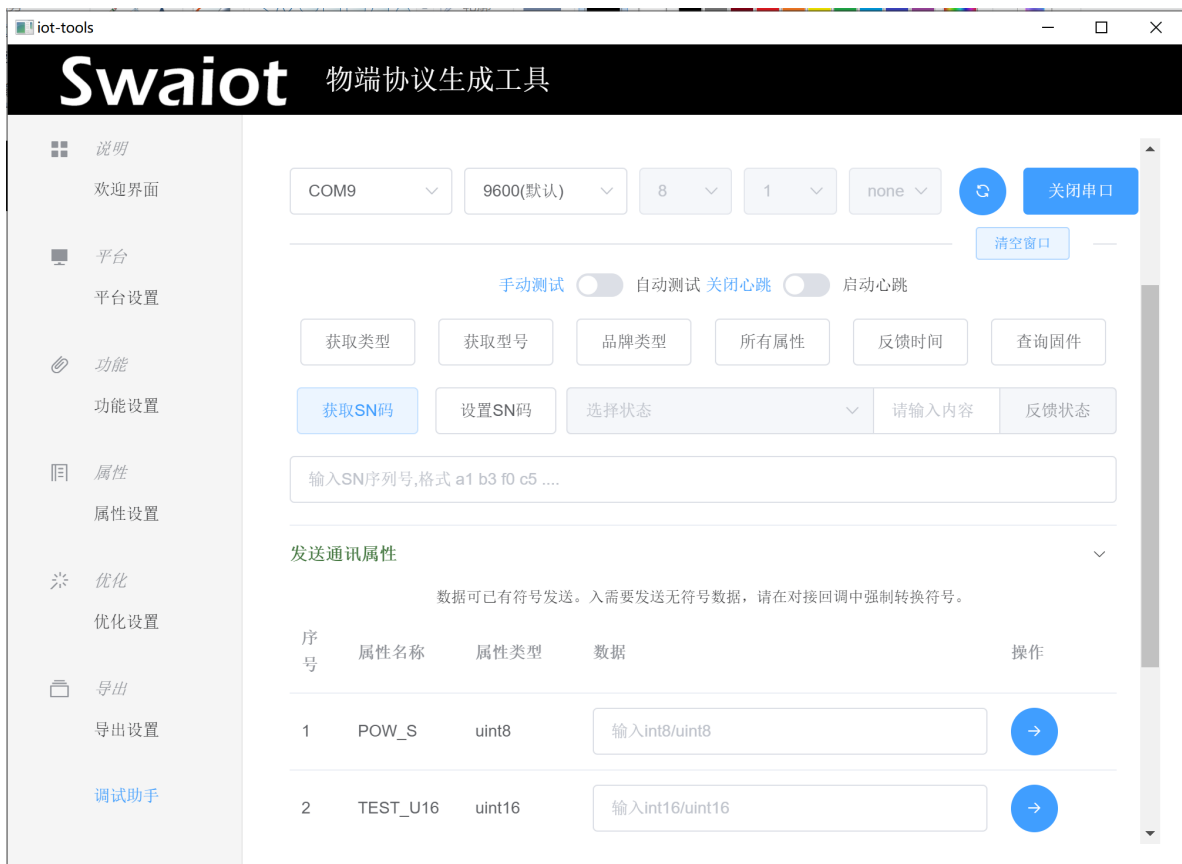 iot-tools
Swaiot 物端协议生成工具
说明
欢迎界面
平台
平台设置
功能
功能设置
属性
属性设置
优化
优化设置
导出
导出设置
调试助手
COM9 9600(默认) 8 1 none 关闭串口
清空窗口
手动测试 自动测试 关闭心跳 启动心跳
获取类型 获取型号 品牌类型 所有属性 反馈时间 查询固件
获取SN码 设置SN码 选择状态 请输入内容 反馈状态
输入SN序列号,格式 a1 b3 f0 c5 ....
发送通讯属性
数据可已有符号发送。入需要发送无符号数据，请在对接回调中强制转换符号。
序号 属性名称 属性类型 数据 操作
1 POW_S uint8 输入int8/uint8
2 TEST_U16 uint16 输入int16/uint16